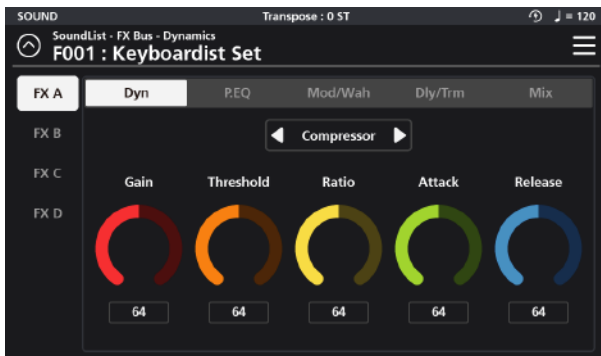 SOUND Transpose : 0 ST ♩ = 120
SoundList - FX Bus - Dynamics
F001 : Keyboardist Set
FX A Dyn P.EQ Mod/Wah Dly/Trm Mix
FX B Compressor
FX C
Gain Threshold Ratio Attack Release
FX D
64 64 64 64 64